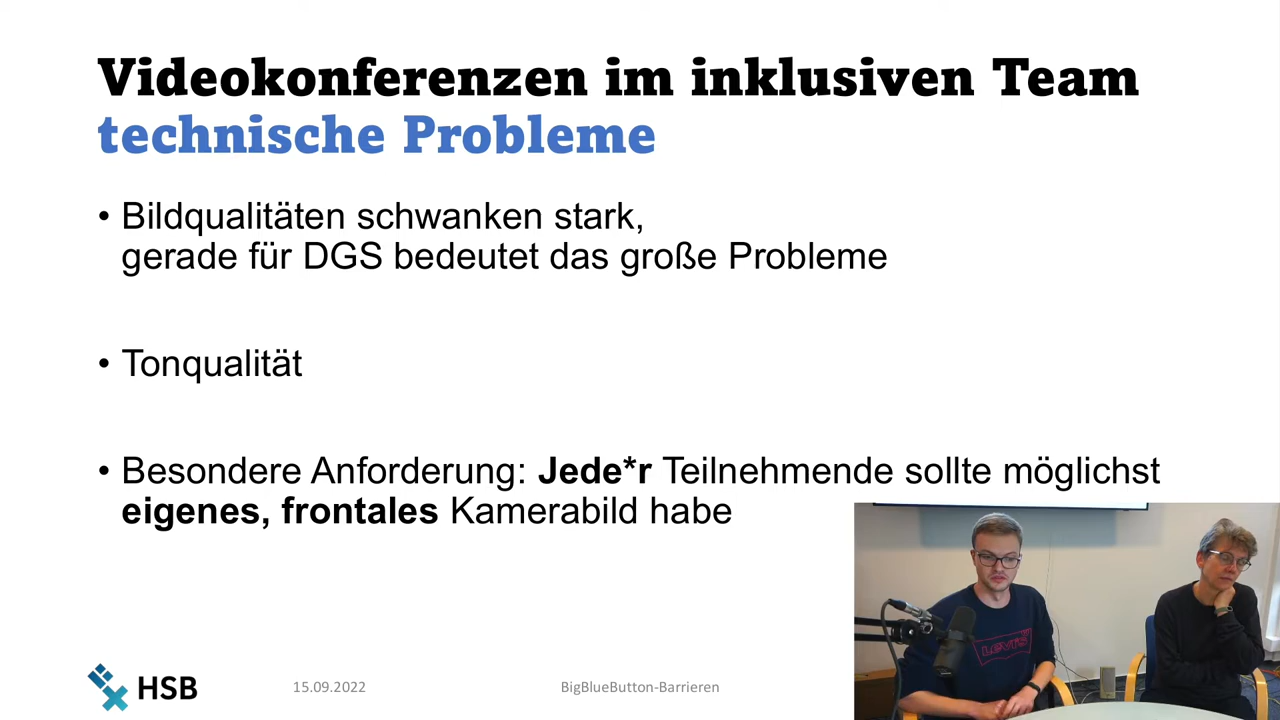 Videokonferenzen im inklusiven Team
technische Probleme
• Bildqualitäten schwanken stark,
gerade für DGS bedeutet das große Probleme
• Tonqualität
• Besondere Anforderung: Jede*r Teilnehmende sollte möglichst
eigenes, frontales Kamerabild habe
LEVI'S
HSB
15.09.2022
BigBlueButton-Barrieren